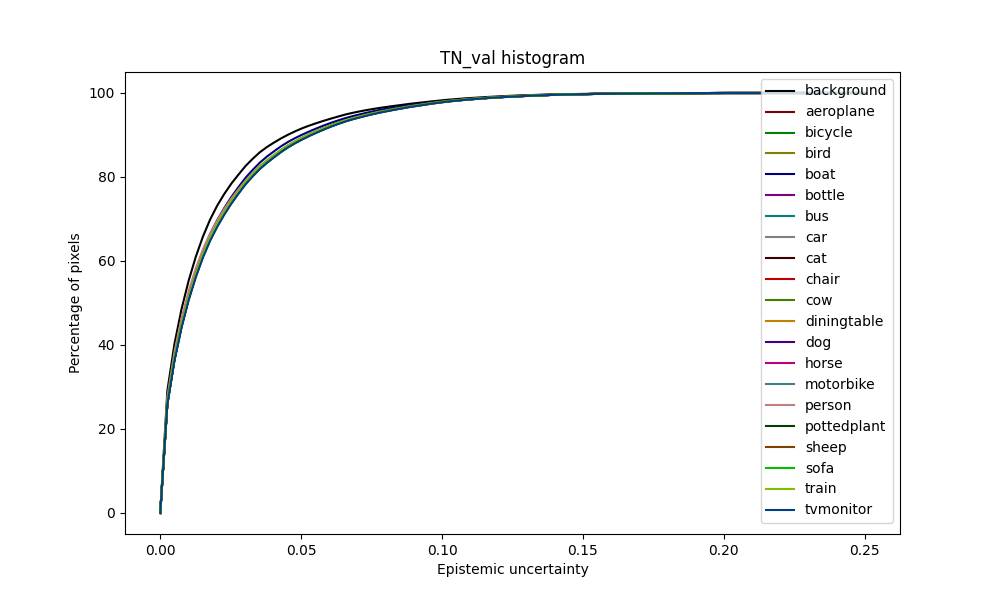 TN_val histogram
Percentage of pixels
100
80
60
40
20
0
0.00
0.05
0.10
0.15
0.20
0.25
Epistemic uncertainty
background
aeroplane
bicycle
bird
boat
bottle
bus
car
cat
chair
cow
diningtable
dog
horse
motorbike
person
pottedplant
sheep
sofa
train
tvmonitor